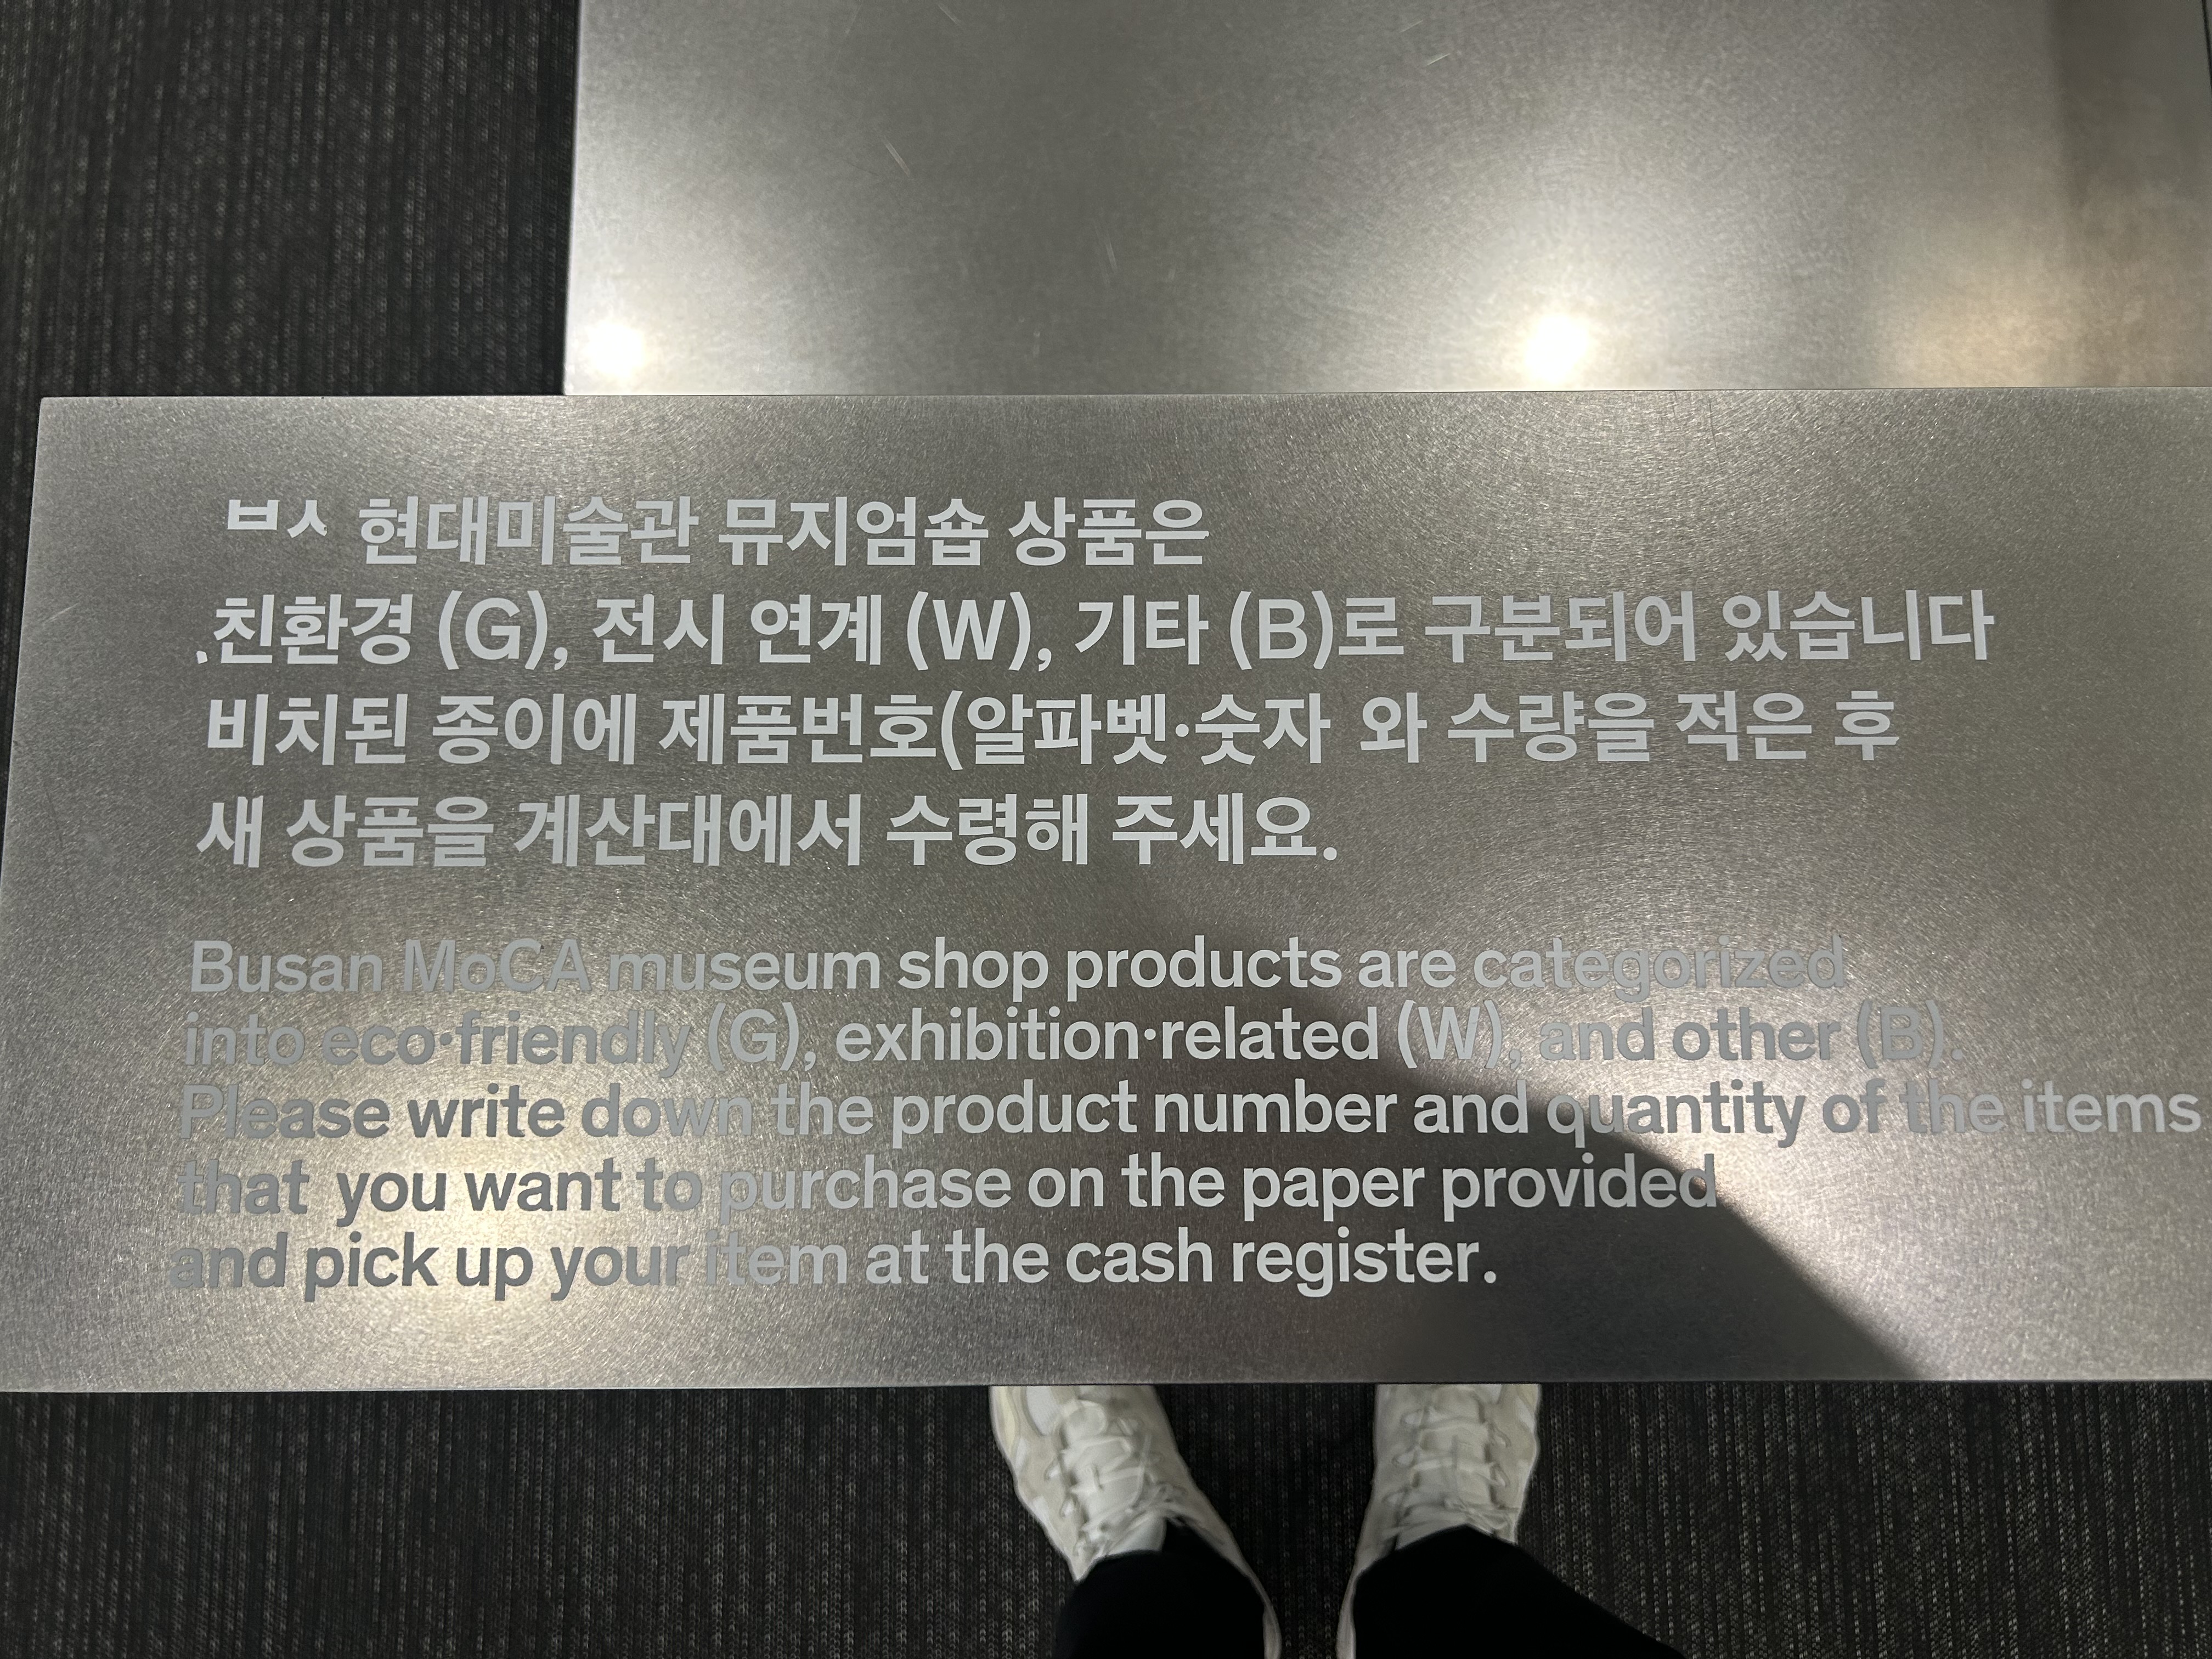 ㅂㅅ 현대미술관 뮤지엄숍 상품은
.친환경 (G), 전시 연계 (W), 기타 (B)로 구분되어 있습니다
비치된 종이에 제품번호(알파벳·숫자 와 수량을 적은 후
새 상품을 계산대에서 수령해 주세요.
Busan MoCA museum shop products are categorized
into eco·friendly (G), exhibition·related (W), and other (B).
Please write down the product number and quantity of the items
that you want to purchase on the paper provided
and pick up your item at the cash register.